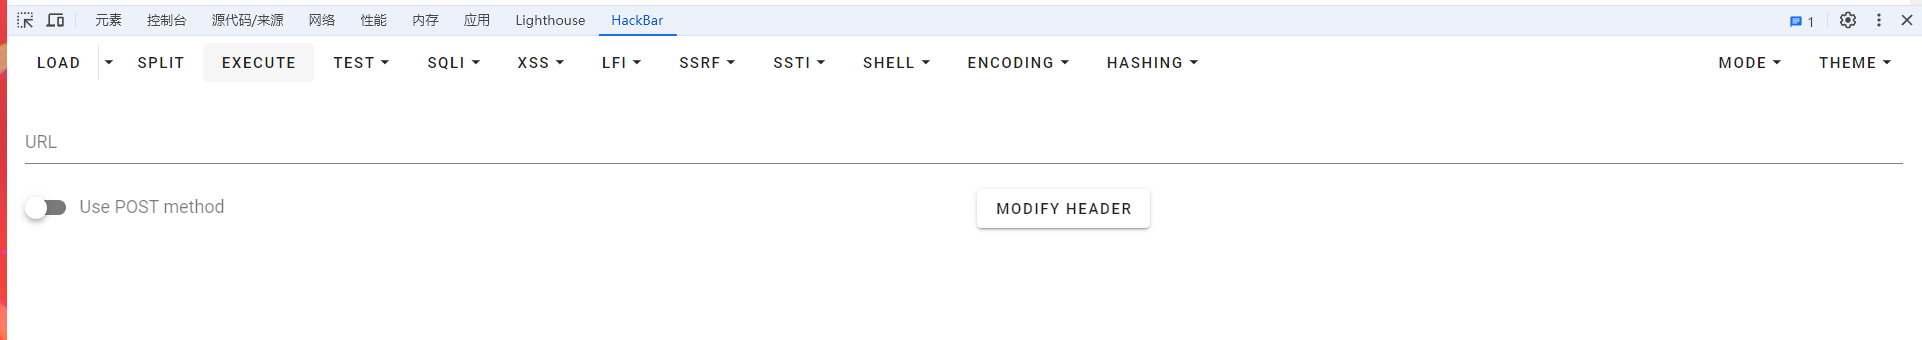 元素 控制台 源代码/来源 网络 性能 内存 应用 Lighthouse HackBar 1
LOAD SPLIT EXECUTE TEST SQLI XSS LFI SSRF SSTI SHELL ENCODING HASHING MODE THEME
URL
Use POST method MODIFY HEADER